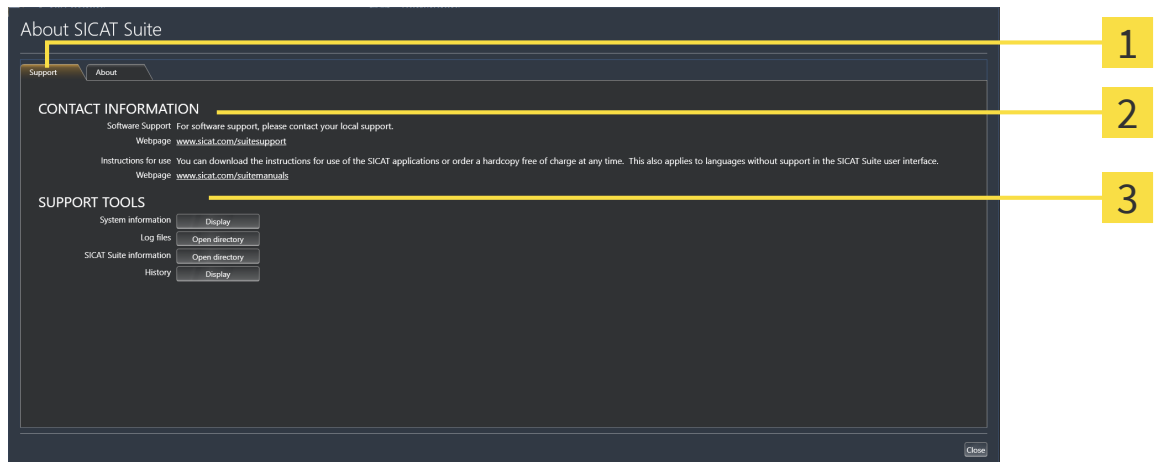 About SICAT Suite
1
Support About
CONTACT INFORMATION
2
Software Support For software support, please contact your local support.
Webpage www.sicat.com/suitesupport
Instructions for use You can download the instructions for use of the SICAT applications or order a hardcopy free of charge at any time. This also applies to languages without support in the SICAT Suite user interface.
Webpage www.sicat.com/suitemanuals
SUPPORT TOOLS
3
System information Display
Log files Open directory
SICAT Suite information Open directory
History Display
Close